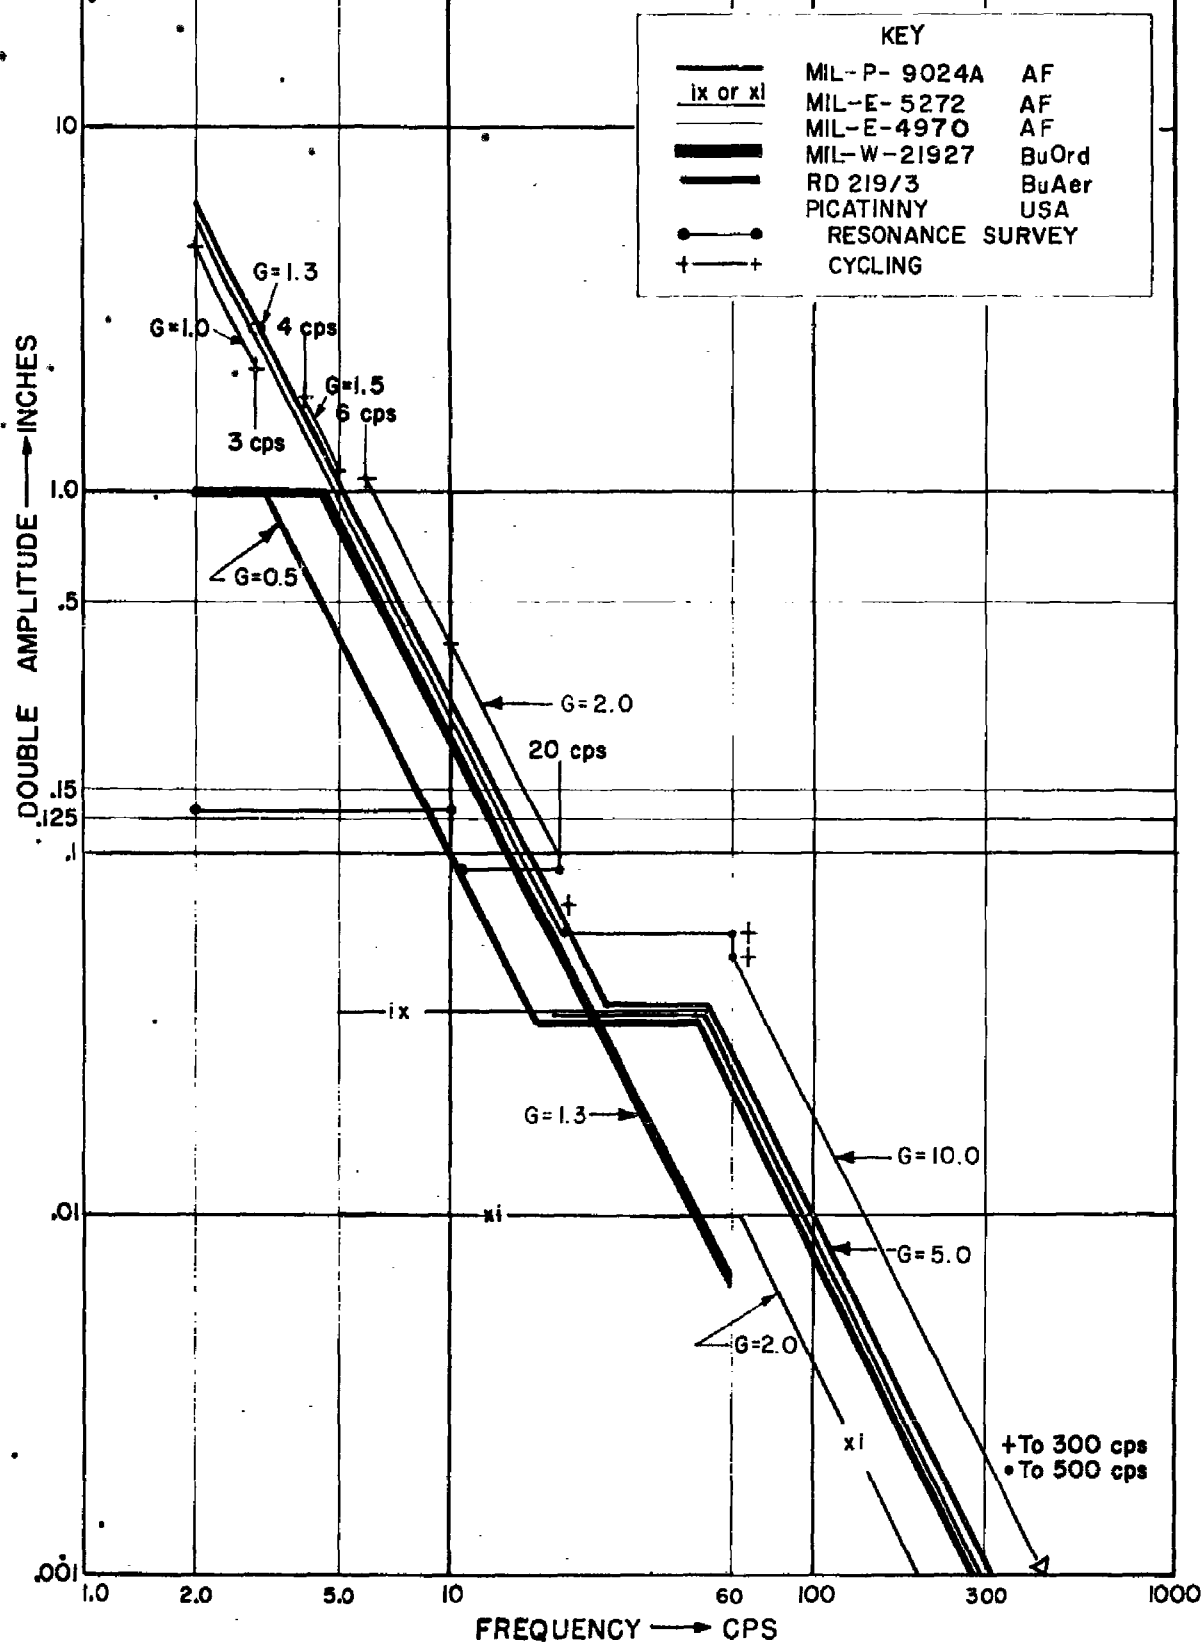 KEY
MIL-P-9024A AF
ix or xi MIL-E-5272 AF
MIL-E-4970 AF
MIL-W-21927 BuOrd
RD 219/3 BuAer
PICATINNY USA
RESONANCE SURVEY
CYCLING
10
G=1.3
G=1.0
4 cps
G=1.5
6 cps
3 cps
1.0
G=0.5
.5
G=2.0
20 cps
.15
.125
.1
ix
G=1.3
G=10.0
.01
xi
G=5.0
G=2.0
xi
+To 300 cps
•To 500 cps
.001
1.0 2.0 5.0 10 60 100 300 1000
FREQUENCY → CPS
DOUBLE AMPLITUDE → INCHES